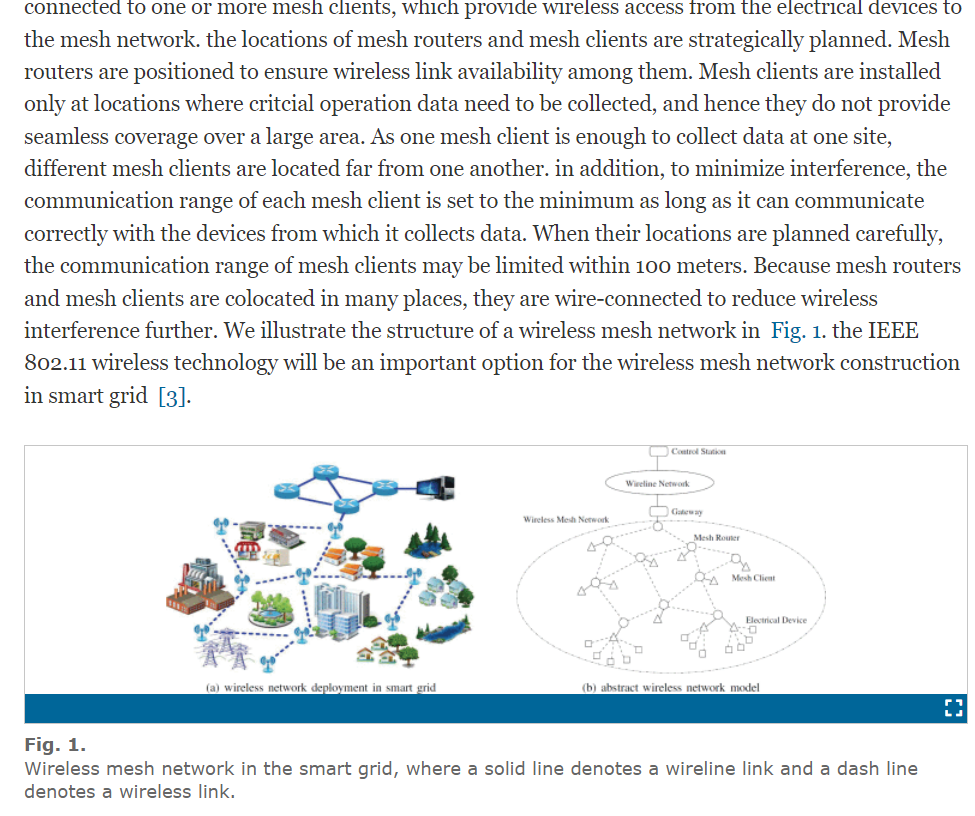 connected to one or more mesh clients, which provide wireless access from the electrical devices to
the mesh network. the locations of mesh routers and mesh clients are strategically planned. Mesh
routers are positioned to ensure wireless link availability among them. Mesh clients are installed
only at locations where critcial operation data need to be collected, and hence they do not provide
seamless coverage over a large area. As one mesh client is enough to collect data at one site,
different mesh clients are located far from one another. in addition, to minimize interference, the
communication range of each mesh client is set to the minimum as long as it can communicate
correctly with the devices from which it collects data. When their locations are planned carefully,
the communication range of mesh clients may be limited within 100 meters. Because mesh routers
and mesh clients are colocated in many places, they are wire-connected to reduce wireless
interference further. We illustrate the structure of a wireless mesh network in Fig. 1. the IEEE
802.11 wireless technology will be an important option for the wireless mesh network construction
in smart grid [3].
Control Station
Wireline Network
Gateway
Wireless Mesh Network
Mesh Router
Mesh Client
Electrical Device
(a) wireless network deployment in smart grid
(b) abstract wireless network model
Fig. 1.
Wireless mesh network in the smart grid, where a solid line denotes a wireline link and a dash line
denotes a wireless link.